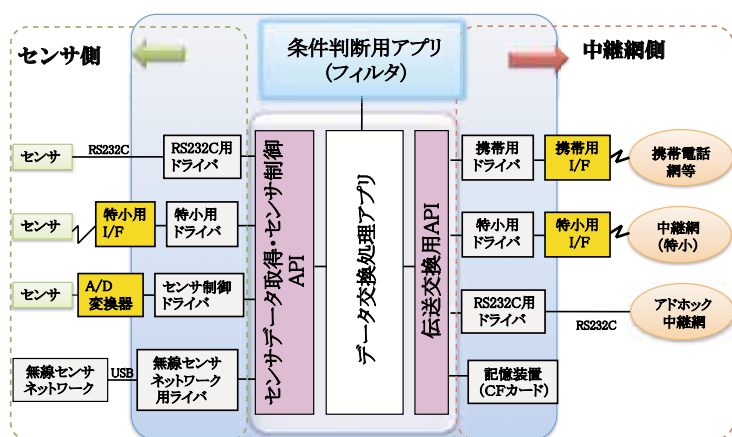 センサ側
条件判断用アプリ
(フィルタ)
中継網側
センサ
RS232C
RS232C用
ドライバ
センサ
特小用
I/F
特小用
ドライバ
センサ
A/D
変換器
センサ制御
ドライバ
無線センサ
ネットワーク
USB
無線センサ
ネットワーク
用ライバ
センサデータ取得・センサ制御
API
データ交換処理アプリ
伝送交換用API
携帯用
ドライバ
携帯用
I/F
携帯電話
網等
特小用
ドライバ
特小用
I/F
中継網
(特小)
RS232C用
ドライバ
RS232C
アドホック
中継網
記憶装置
(CFカード)